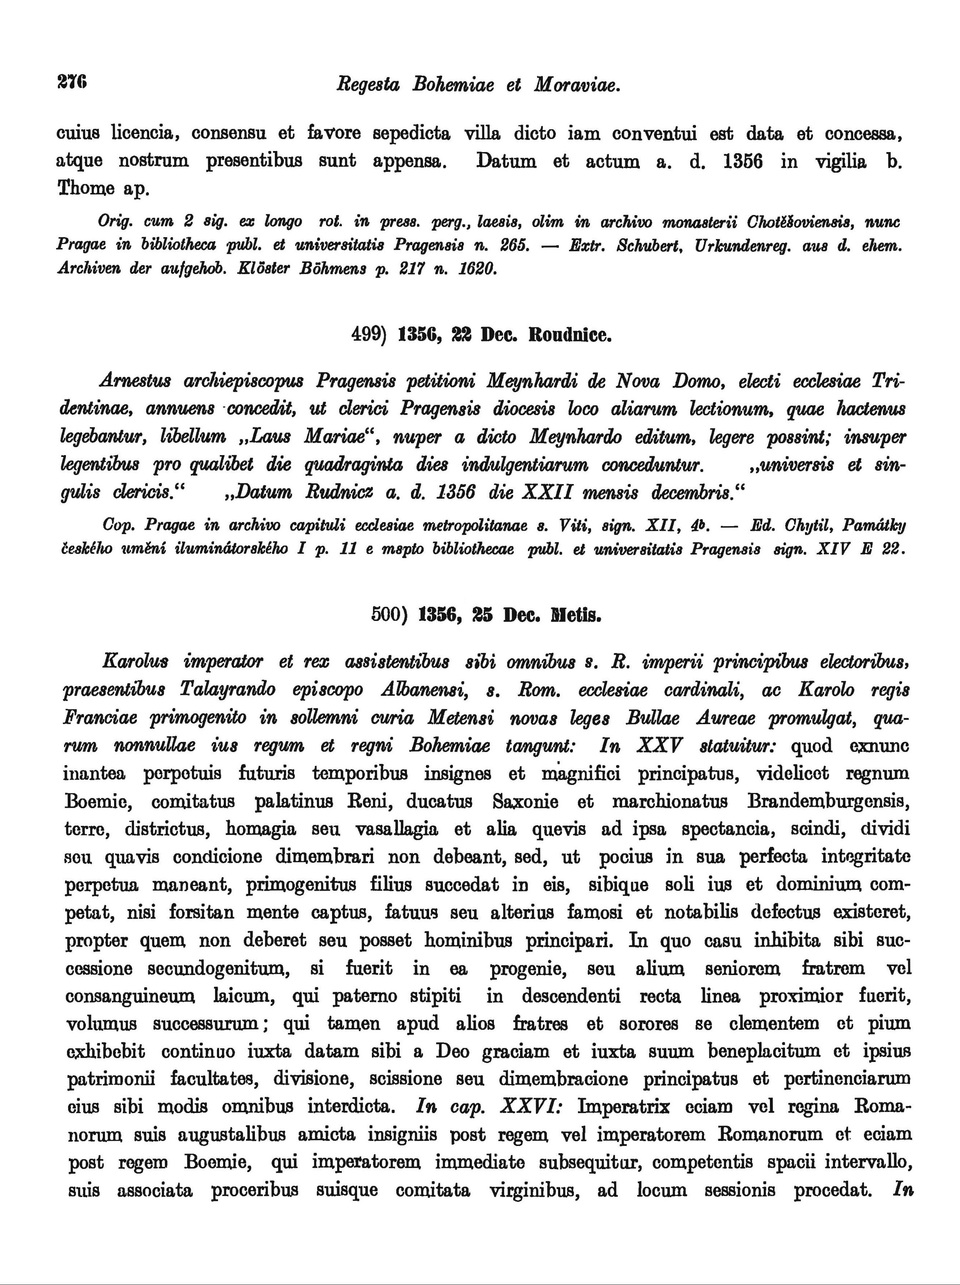 276 Regesta Bohemiae et Moraviae.
cuius licencia, consensu et favore sepedicta villa dicto iam conventui est data et concessa,
atque nostrum presentibus sunt appensa. Datum et actum a. d. 1356 in vigilia b.
Thome ap.
Orig. cum 2 sig. ex longo rot. in press. perg., laesis, olim in archivo monasterii Chotěšoviensis, nunc
Pragae in bibliotheca publ. et universitatis Pragensis n. 265. — Extr. Schubert, Urkundenreg. aus d. ehem.
Archiven der aufgehob. Klöster Böhmens p. 217 n. 1620.
499) 1356, 22 Dec. Roudnice.
Arnestus archiepiscopus Pragensis petitioni Meynhardi de Nova Domo, electi ecclesiae Tri-
dentinae, annuens concedit, ut clerici Pragensis diocesis loco aliarum lectionum, quae hactenus
legebantur, libellum „Laus Mariae“, nuper a dicto Meynhardo editum, legere possint; insuper
legentibus pro qualibet die quadraginta dies indulgentiarum conceduntur. „universis et sin-
gulis clericis.“ „Datum Rudnicz a. d. 1356 die XXII mensis decembris.“
Cop. Pragae in archivo capituli ecclesiae metropolitanae s. Viti, sign. XII, 4ᵇ. — Ed. Chytil, Památky
českého umění iluminátorského I p. 11 e mspto bibliothecae publ. et universitatis Pragensis sign. XIV E 22.
500) 1356, 25 Dec. Metis.
Karolus imperator et rex assistentibus sibi omnibus s. R. imperii principibus electoribus,
praesentibus Talayrando episcopo Albanensi, s. Rom. ecclesiae cardinali, ac Karolo regis
Franciae primogenito in sollemni curia Metensi novas leges Bullae Aureae promulgat, qua-
rum nonnullae ius regum et regni Bohemiae tangunt: In XXV statuitur: quod exnunc
inantea perpetuis futuris temporibus insignes et magnifici principatus, videlicet regnum
Boemie, comitatus palatinus Reni, ducatus Saxonie et marchionatus Brandemburgensis,
terre, districtus, homagia seu vasallagia et alia quevis ad ipsa spectancia, scindi, dividi
seu quavis condicione dimembrari non debeant, sed, ut pocius in sua perfecta integritate
perpetua maneant, primogenitus filius succedat in eis, sibique soli ius et dominium com-
petat, nisi forsitan mente captus, fatuus seu alterius famosi et notabilis defectus existeret,
propter quem non deberet seu posset hominibus principari. In quo casu inhibita sibi suc-
cessione secundogenitum, si fuerit in ea progenie, seu alium seniorem fratrem vel
consanguineum laicum, qui paterno stipiti in descendenti recta linea proximior fuerit,
volumus successurum; qui tamen apud alios fratres et sorores se clementem et pium
exhibebit continuo iuxta datam sibi a Deo graciam et iuxta suum beneplacitum et ipsius
patrimonii facultates, divisione, scissione seu dimembracione principatus et pertinenciarum
eius sibi modis omnibus interdicta. In cap. XXVI: Imperatrix eciam vel regina Roma-
norum suis augustalibus amicta insigniis post regem vel imperatorem Romanorum et eciam
post regem Boemie, qui imperatorem immediate subsequitur, competentis spacii intervallo,
suis associata proceribus suisque comitata virginibus, ad locum sessionis procedat. In